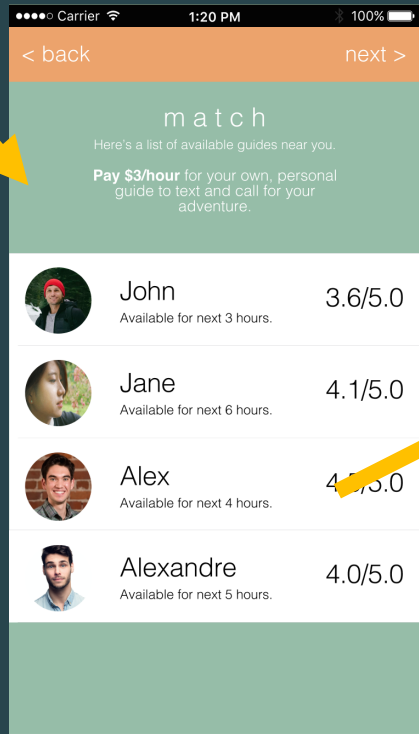 Carrier 1:20 PM 100%
< back next >
match
Here's a list of available guides near you.
Pay $3/hour for your own, personal
guide to text and call for your
adventure.
John 3.6/5.0
Available for next 3 hours.
Jane 4.1/5.0
Available for next 6 hours.
Alex
Available for next 4 hours.
Alexandre 4.0/5.0
Available for next 5 hours.